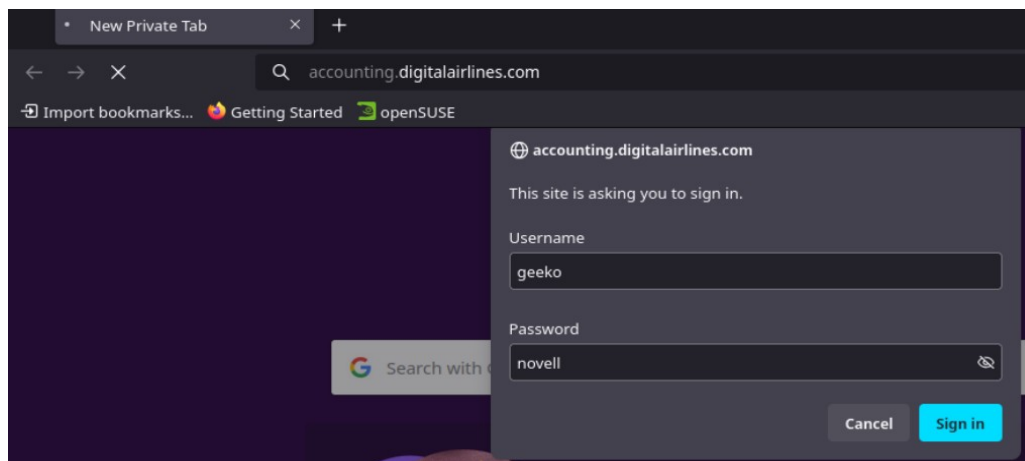 New Private Tab
accounting.digitalairlines.com
Import bookmarks... Getting Started openSUSE
accounting.digitalairlines.com
This site is asking you to sign in.
Username
geeko
Password
Search with
novell
Cancel Sign in